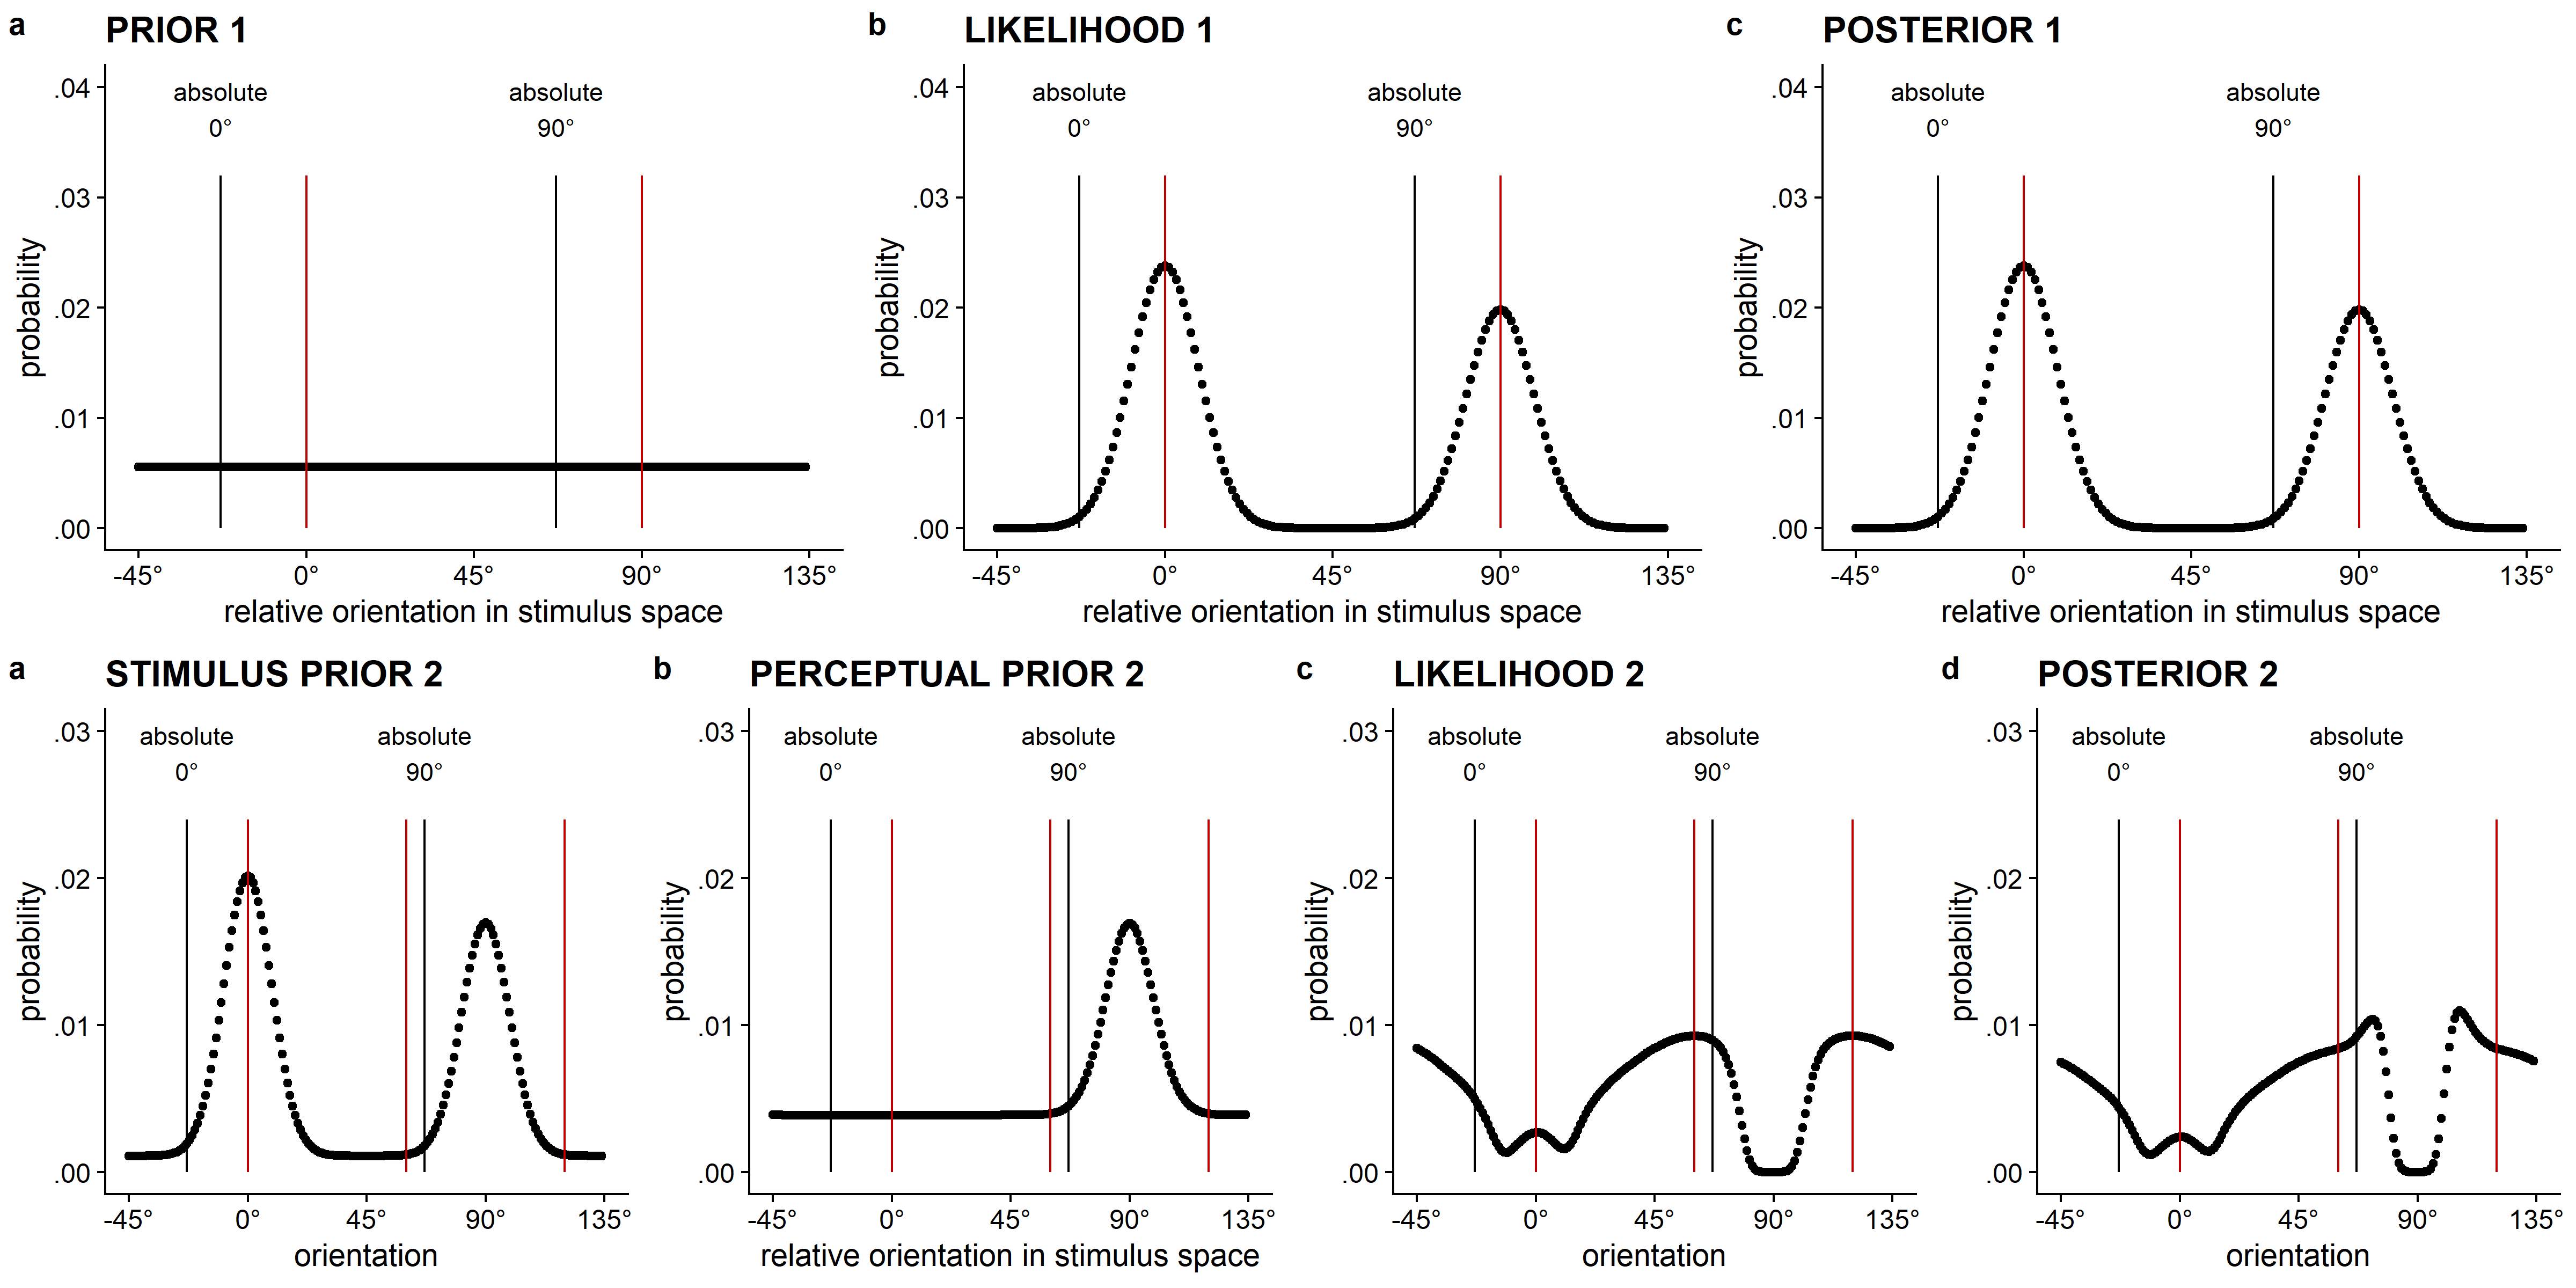 a PRIOR 1
absolute absolute
0° 90°
.04
.03
.02
.01
.00
probability
-45° 0° 45° 90° 135°
relative orientation in stimulus space
b LIKELIHOOD 1
absolute absolute
0° 90°
.04
.03
.02
.01
.00
probability
-45° 0° 45° 90° 135°
relative orientation in stimulus space
c POSTERIOR 1
absolute absolute
0° 90°
.04
.03
.02
.01
.00
probability
-45° 0° 45° 90° 135°
relative orientation in stimulus space
a STIMULUS PRIOR 2
absolute absolute
0° 90°
.03
.02
.01
.00
probability
-45° 0° 45° 90° 135°
orientation
b PERCEPTUAL PRIOR 2
absolute absolute
0° 90°
.03
.02
.01
.00
probability
-45° 0° 45° 90° 135°
relative orientation in stimulus space
c LIKELIHOOD 2
absolute absolute
0° 90°
.03
.02
.01
.00
probability
-45° 0° 45° 90° 135°
orientation
d POSTERIOR 2
absolute absolute
0° 90°
.03
.02
.01
.00
probability
-45° 0° 45° 90° 135°
orientation